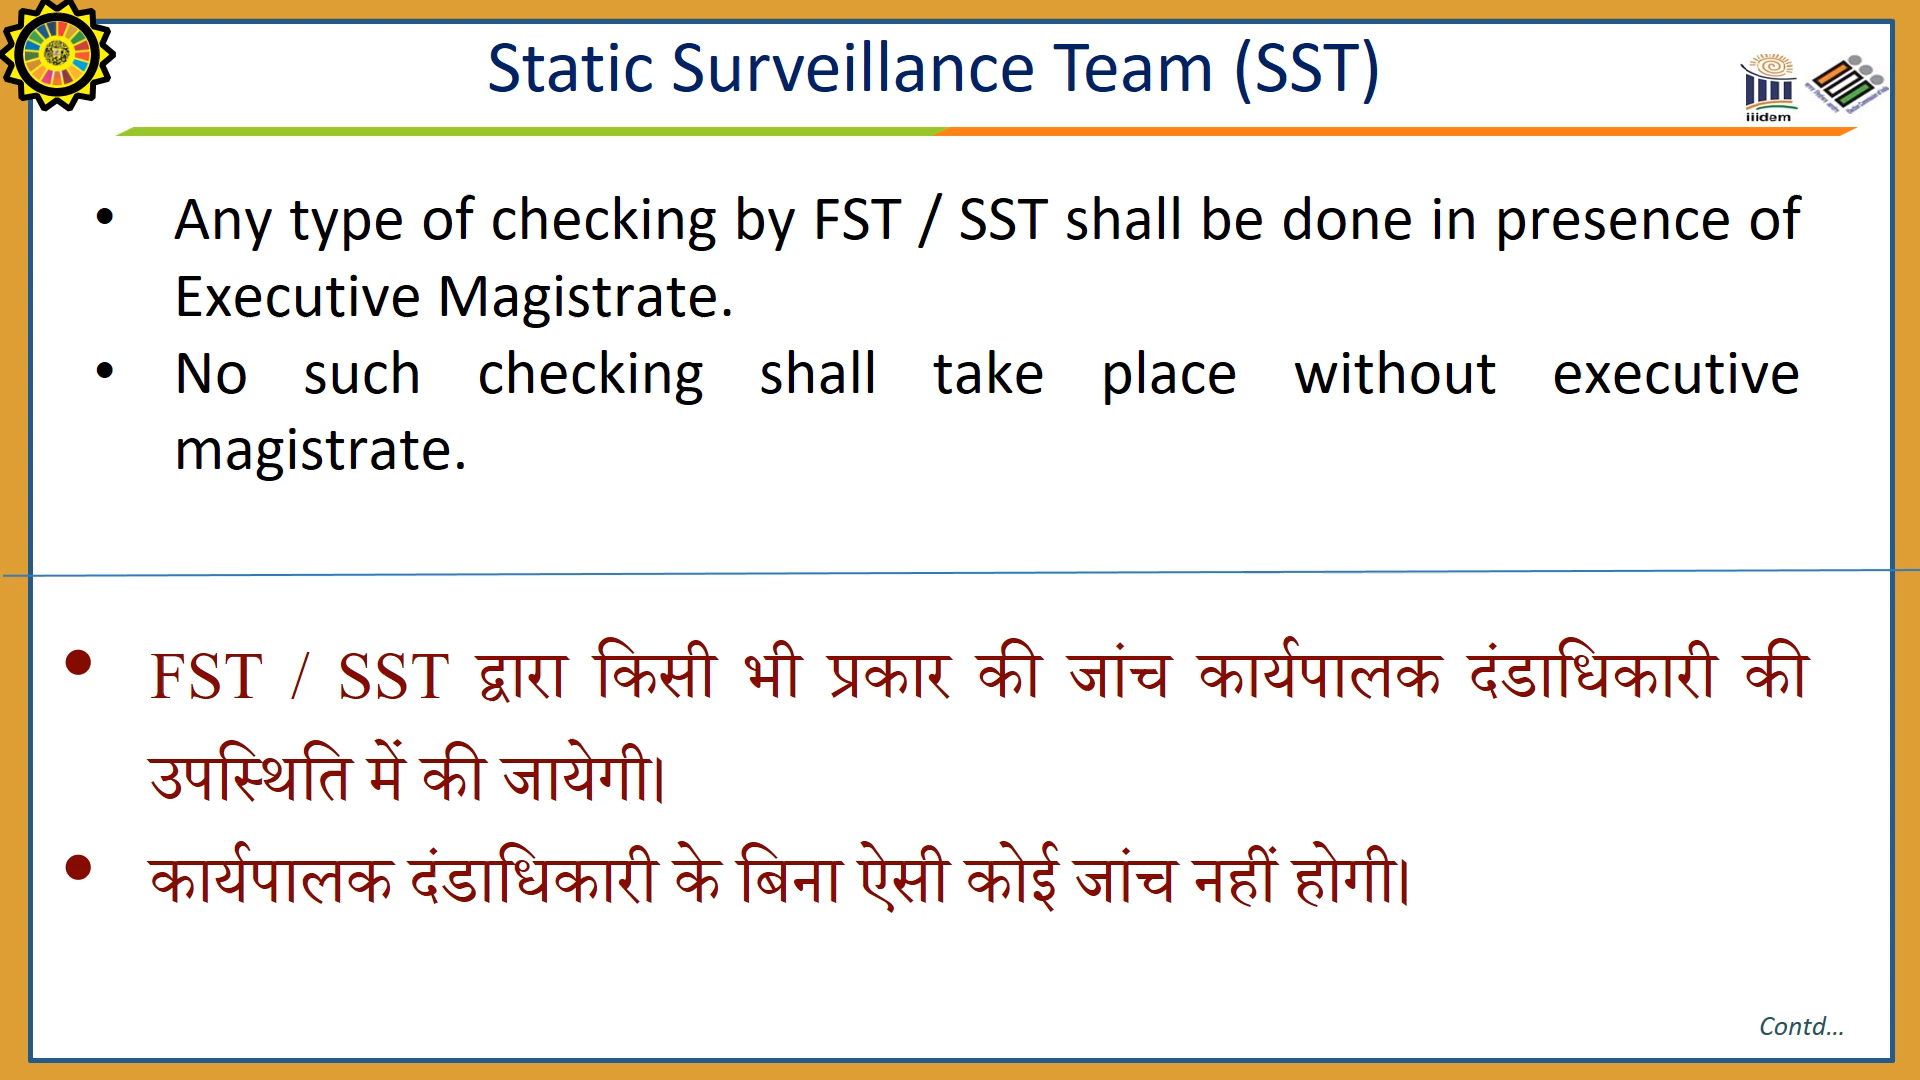 Static Surveillance Team (SST)
iiidem
• Any type of checking by FST / SST shall be done in presence of
Executive Magistrate.
• No such checking shall take place without executive
magistrate.
• FST / SST द्वारा किसी भी प्रकार की जांच कार्यपालक दंडाधिकारी की
उपस्थिति में की जायेगी।
• कार्यपालक दंडाधिकारी के बिना ऐसी कोई जांच नहीं होगी।
Contd...